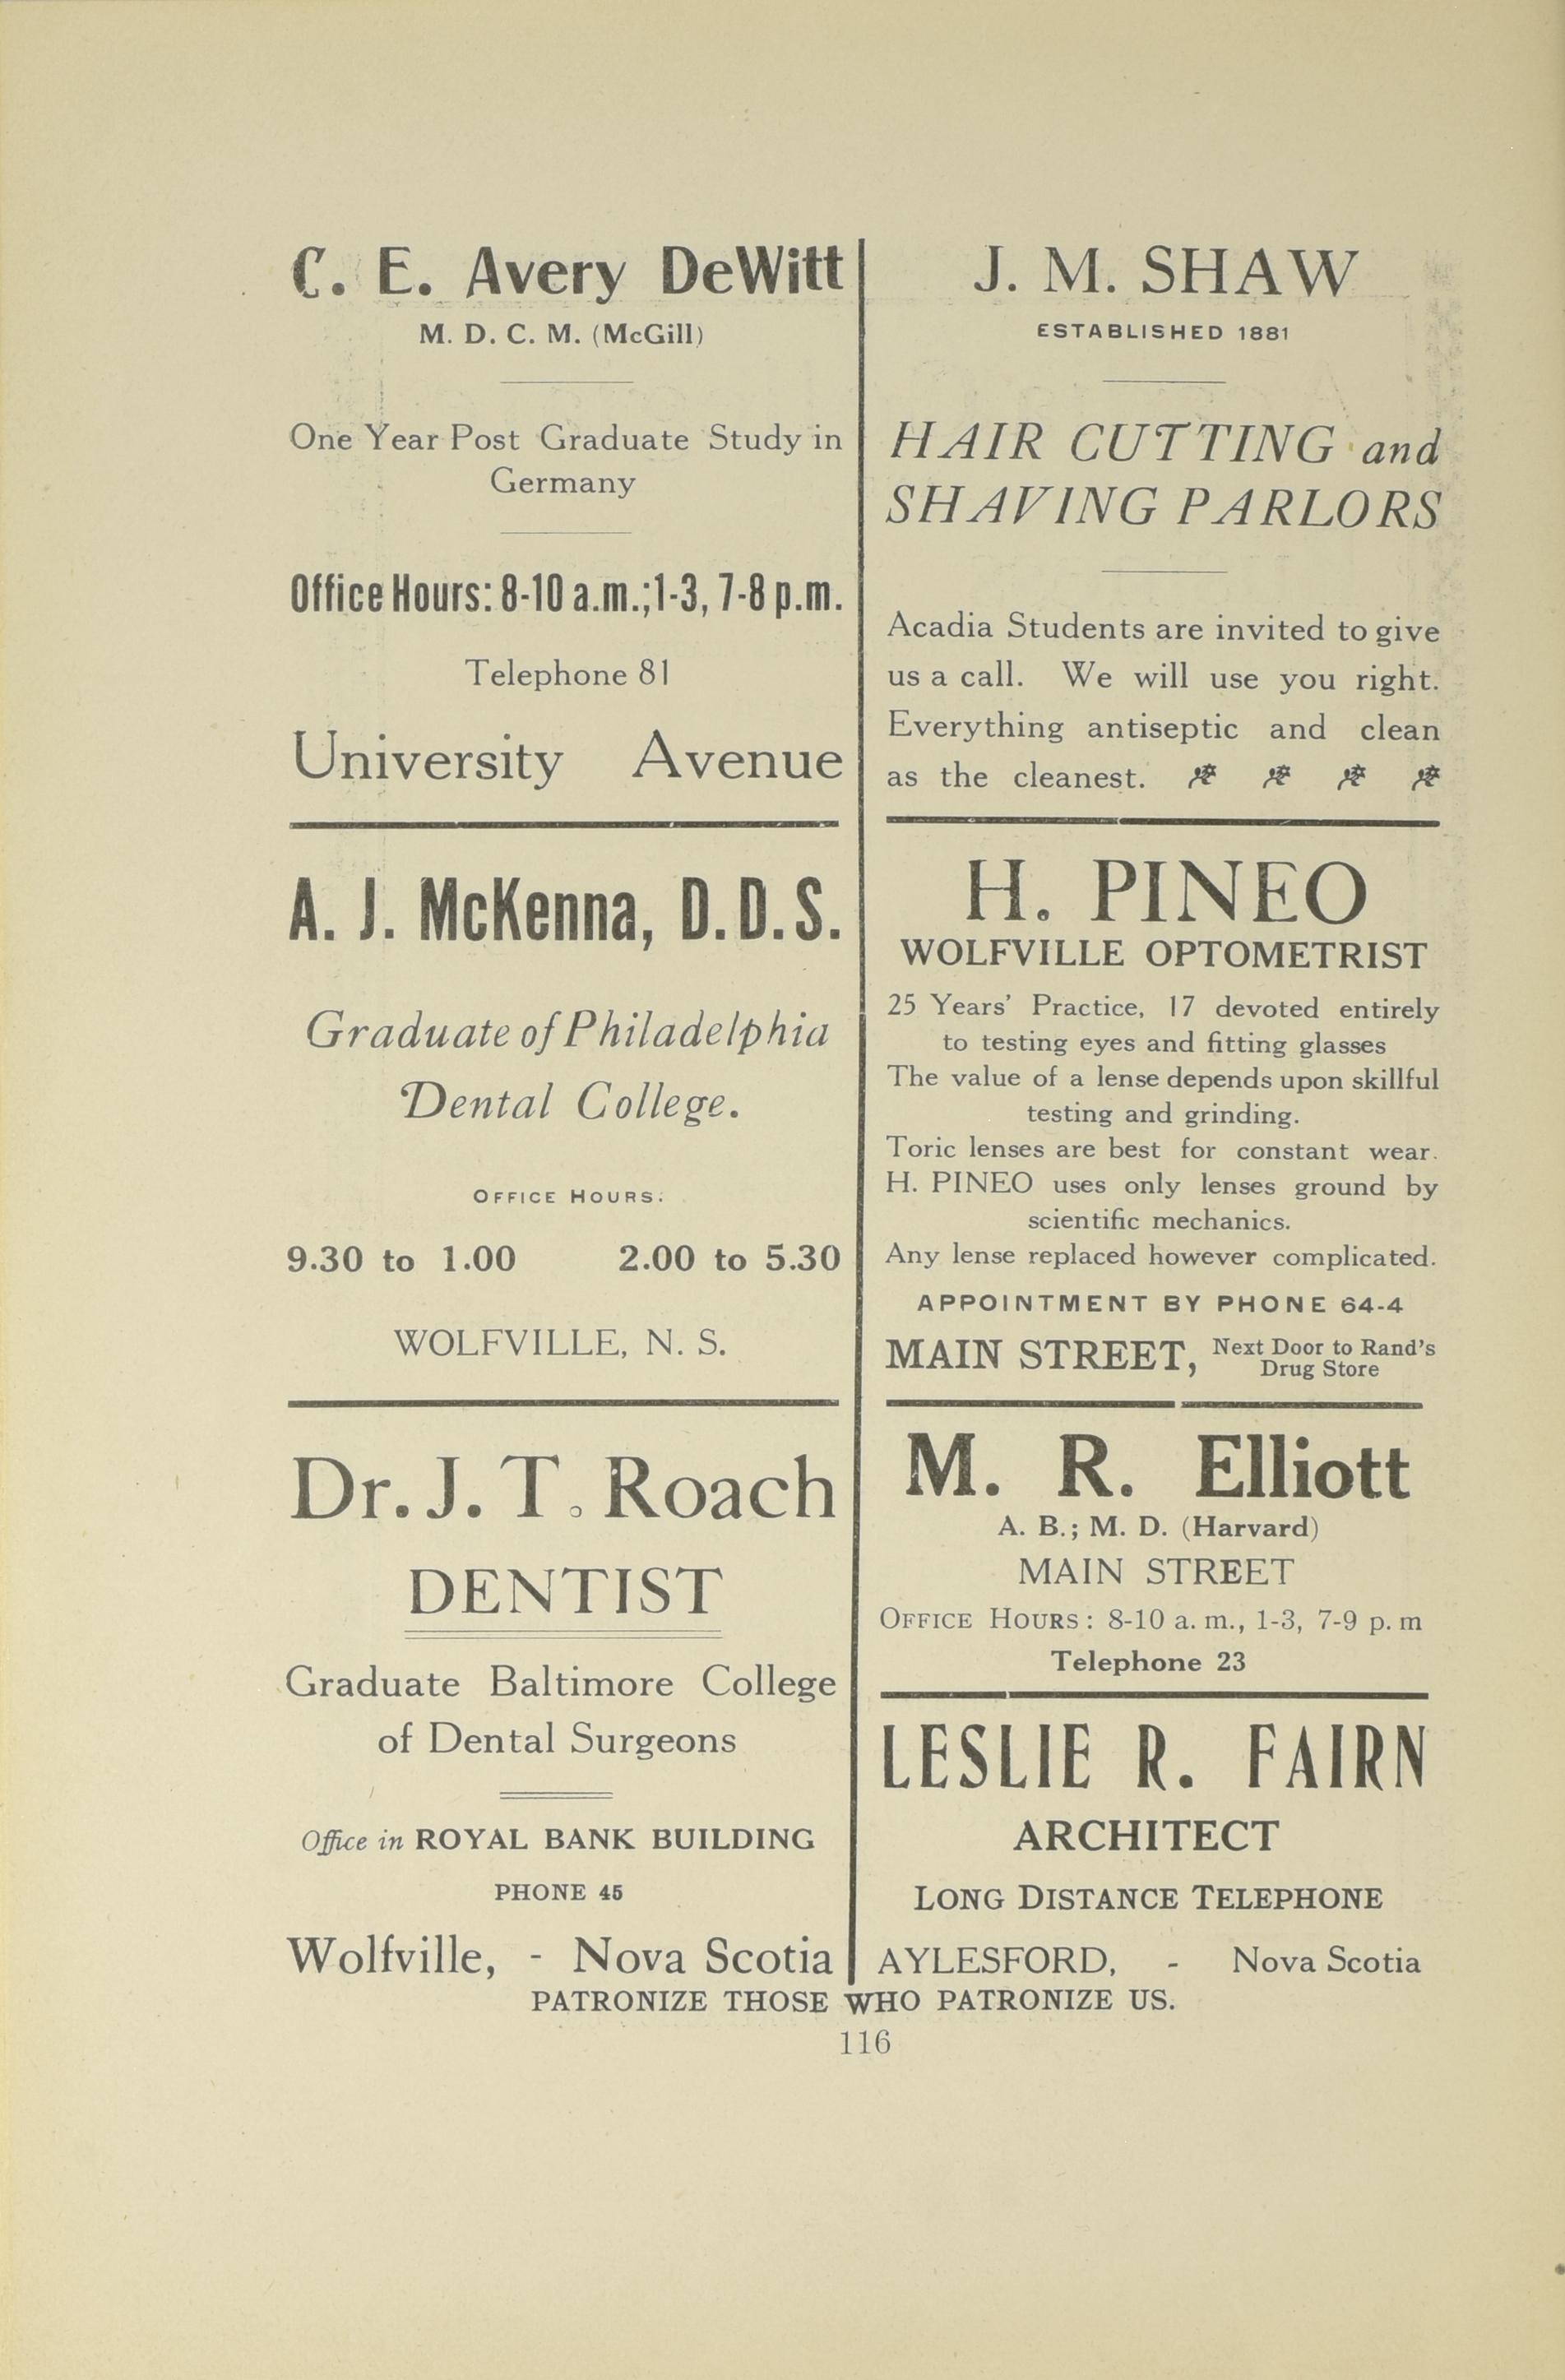 C. E. Avery DeWitt
M. D. C. M. (McGill)
One Year Post Graduate Study in
Germany
Office Hours: 8-10 a.m.; 1-3, 7-8 p.m.
Telephone 81
University Avenue
A. J. McKenna, D. D. S.
Graduate of Philadelphia
Dental College.
OFFICE HOURS.
9.30 to 1.00 2.00 to 5.30
WOLFVILLE, N. S.
Dr. J. T. Roach
DENTIST
Graduate Baltimore College
of Dental Surgeons
Office in ROYAL BANK BUILDING
PHONE 45
Wolfville, - Nova Scotia
J. M. SHAW
ESTABLISHED 1881
HAIR CUTTING and
SHAVING PARLORS
Acadia Students are invited to give
us a call. We will use you right.
Everything antiseptic and clean
as the cleanest.
H. PINEO
WOLFVILLE OPTOMETRIST
25 Years' Practice, 17 devoted entirely
to testing eyes and fitting glasses
The value of a lense depends upon skillful
testing and grinding.
Toric lenses are best for constant wear.
H. PINEO uses only lenses ground by
scientific mechanics.
Any lense replaced however complicated.
APPOINTMENT BY PHONE 64-4
MAIN STREET, Next Door to Rand's
Drug Store
M. R. Elliott
A. B.; M. D. (Harvard)
MAIN STREET
OFFICE HOURS: 8-10 a. m., 1-3, 7-9 p. m
Telephone 23
LESLIE R. FAIRN
ARCHITECT
LONG DISTANCE TELEPHONE
AYLESFORD, - Nova Scotia
PATRONIZE THOSE WHO PATRONIZE US.
116